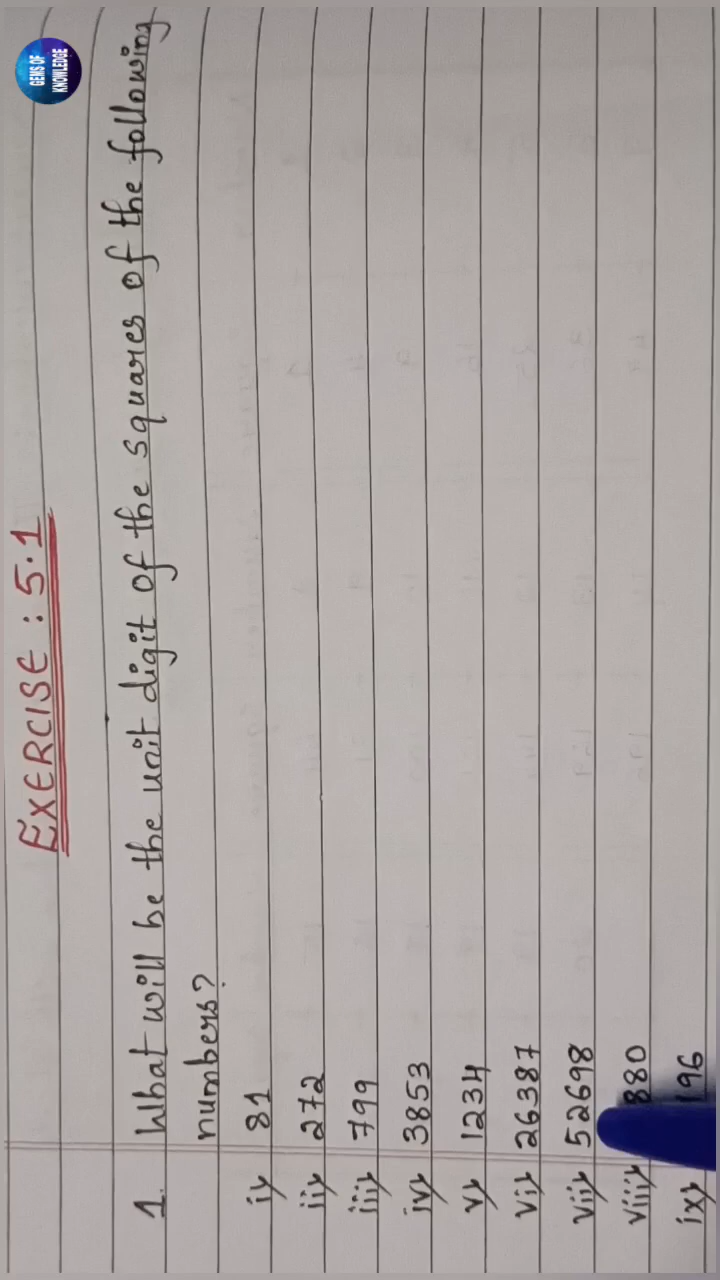 GEMS OF
KNOWLEDGE
EXERCISE : 5.1
1. What will be the unit digit of the squares of the following
numbers?
i) 81
ii) 272
iii) 799
iv) 3853
v) 1234
vi) 26387
vii) 52698
viii) 880
ix) 196